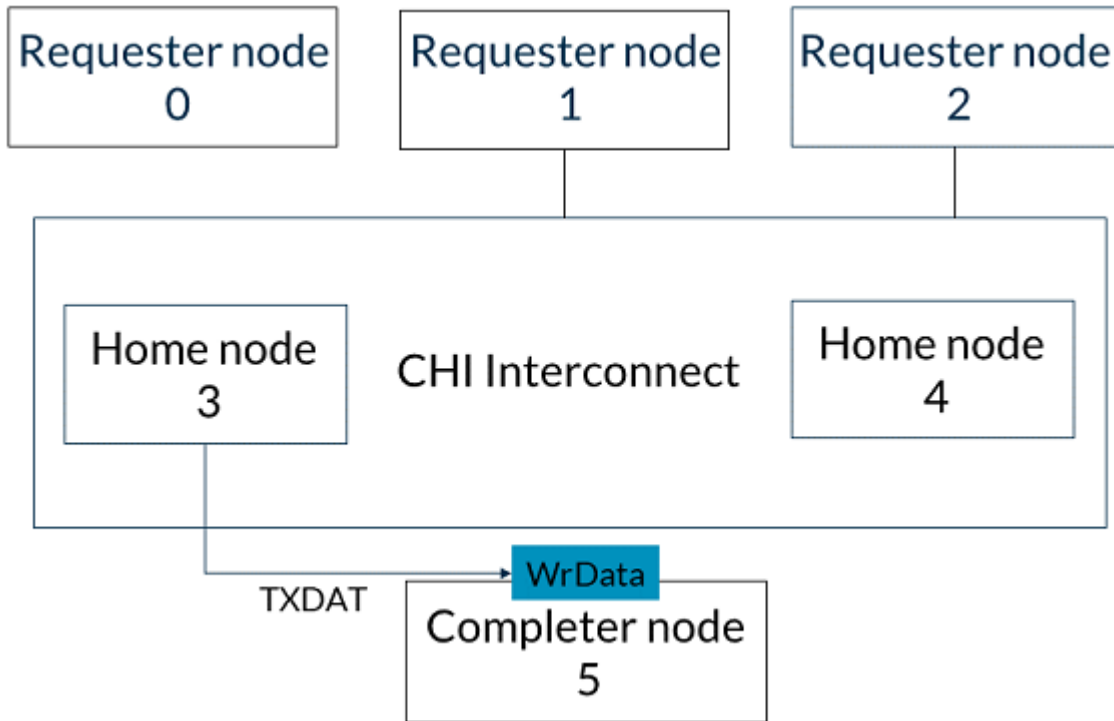 Requester node
0
Requester node
1
Requester node
2
Home node
3
CHI Interconnect
Home node
4
TXDAT
WrData
Completer node
5